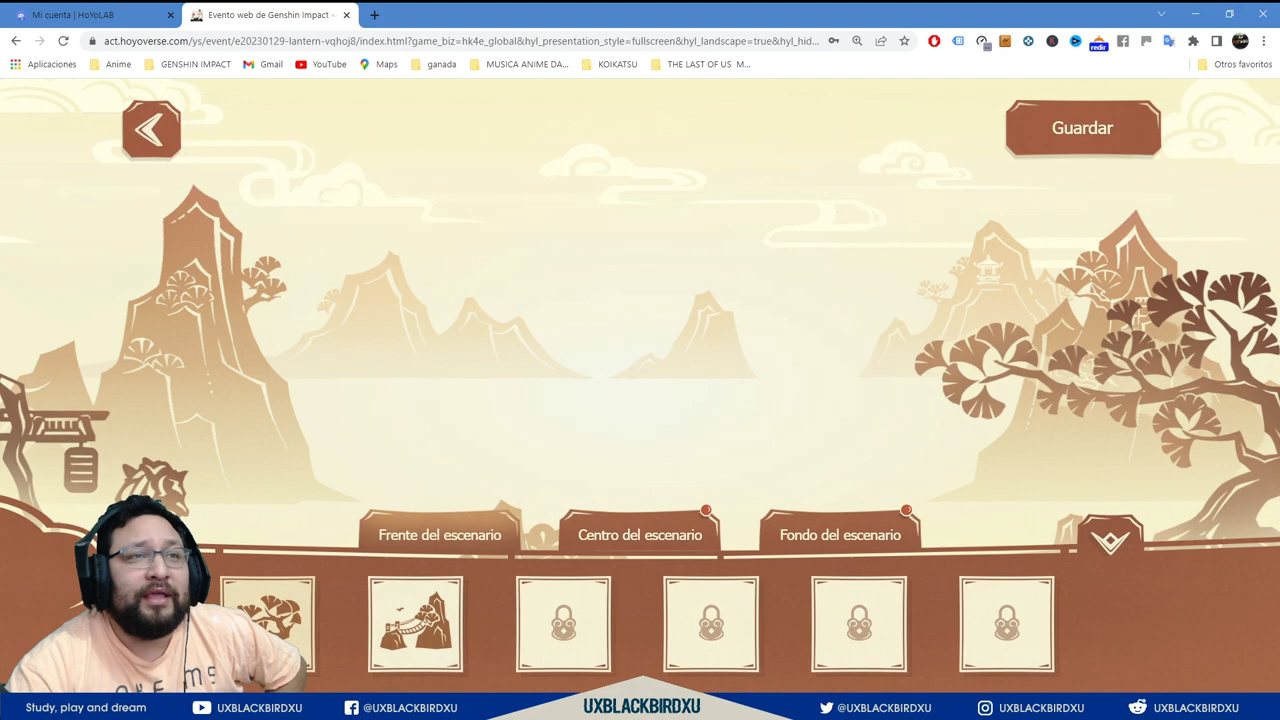 Mi cuenta | HoYoLAB
Evento web de Genshin Impact -
act.hoyoverse.com/ys/event/e20230129-lantern-vqhoj8/index.html?game_biz=hk4e_global&hyl_presentation_style=fullscreen&hyl_landscape=true&hyl_hid...
redir
Aplicaciones
Anime
GENSHIN IMPACT
Gmail
YouTube
Maps
ganada
MUSICA ANIME DA...
KOIKATSU
THE LAST OF US M...
Otros favoritos
Guardar
Frente del escenario
Centro del escenario
Fondo del escenario
Study, play and dream
UXBLACKBIRDXU
@UXBLACKBIRDXU
UXBLACKBIRDXU
@UXBLACKBIRDXU
UXBLACKBIRDXU
UXBLACKBIRDXU